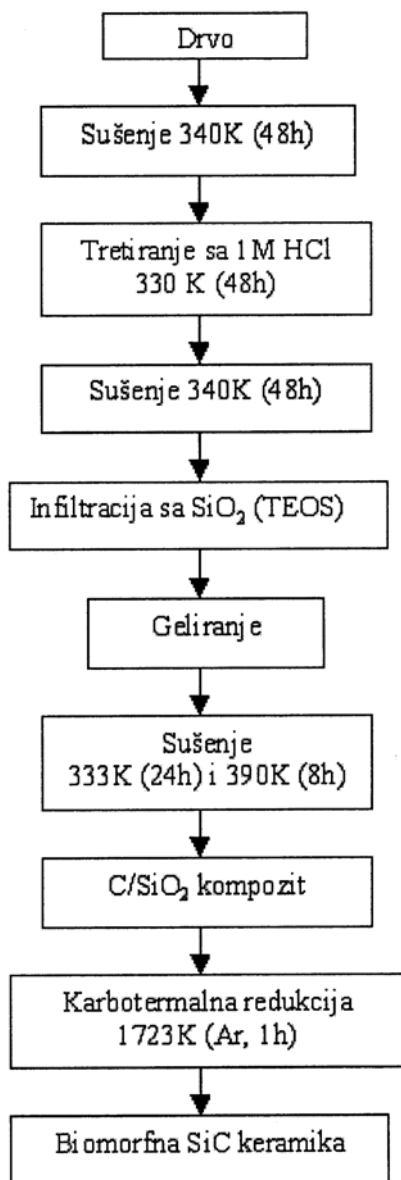 Drvo
Sušenje 340K (48h)
Tretiranje sa 1M HCl
330 K (48h)
Sušenje 340K (48h)
Infiltracija sa SiO₂ (TEOS)
Geliranje
Sušenje
333K (24h) i 390K (8h)
C/SiO₂ kompozit
Karbotermalna redukcija
1723K (Ar, 1h)
Biomorfna SiC keramika